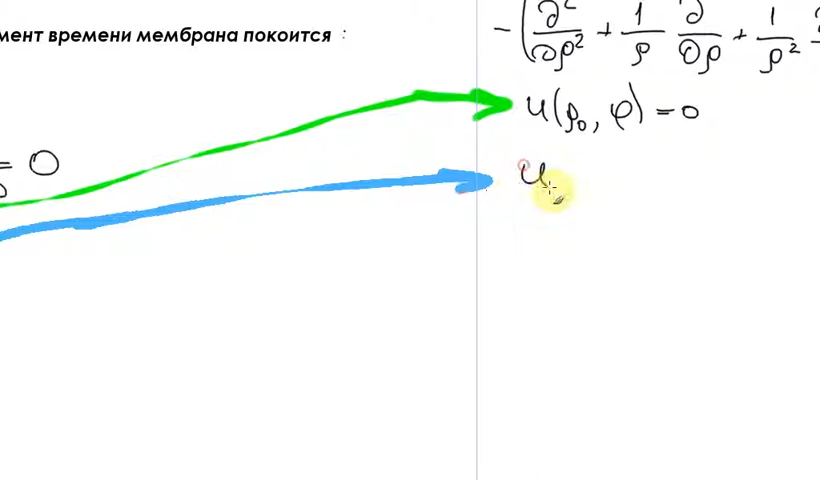 мент времени мембрана покоится :
- ( ∂²/∂ρ² + 1/ρ ∂/∂ρ + 1/ρ²
u(ρ₀, φ) = 0
= 0
u